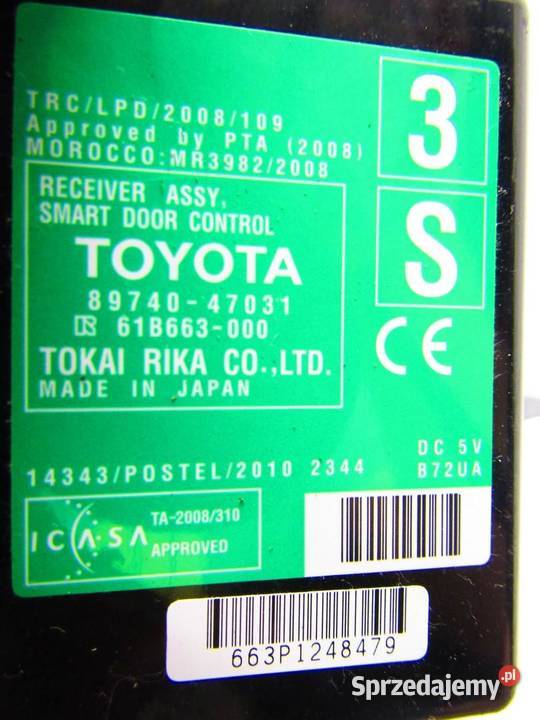 TRC/LPD/2008/109
Approved by PTA (2008)
MOROCCO:MR3982/2008
3
RECEIVER ASSY,
SMART DOOR CONTROL
TOYOTA
89740-47031
61B663-000
TOKAI RIKA CO.,LTD.
MADE IN JAPAN
S
CE
DC 5V
14343/POSTEL/2010 2344
B72UA
ICASA
TA-2008/310
APPROVED
663P1248479
Sprzedajemy.pl